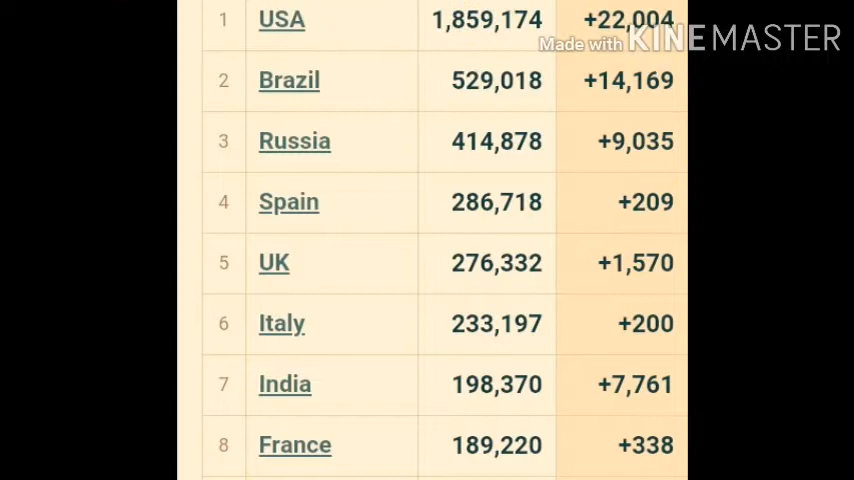 1 USA 1,859,174 +22,004
Made with KINEMASTER
2 Brazil 529,018 +14,169
3 Russia 414,878 +9,035
4 Spain 286,718 +209
5 UK 276,332 +1,570
6 Italy 233,197 +200
7 India 198,370 +7,761
8 France 189,220 +338